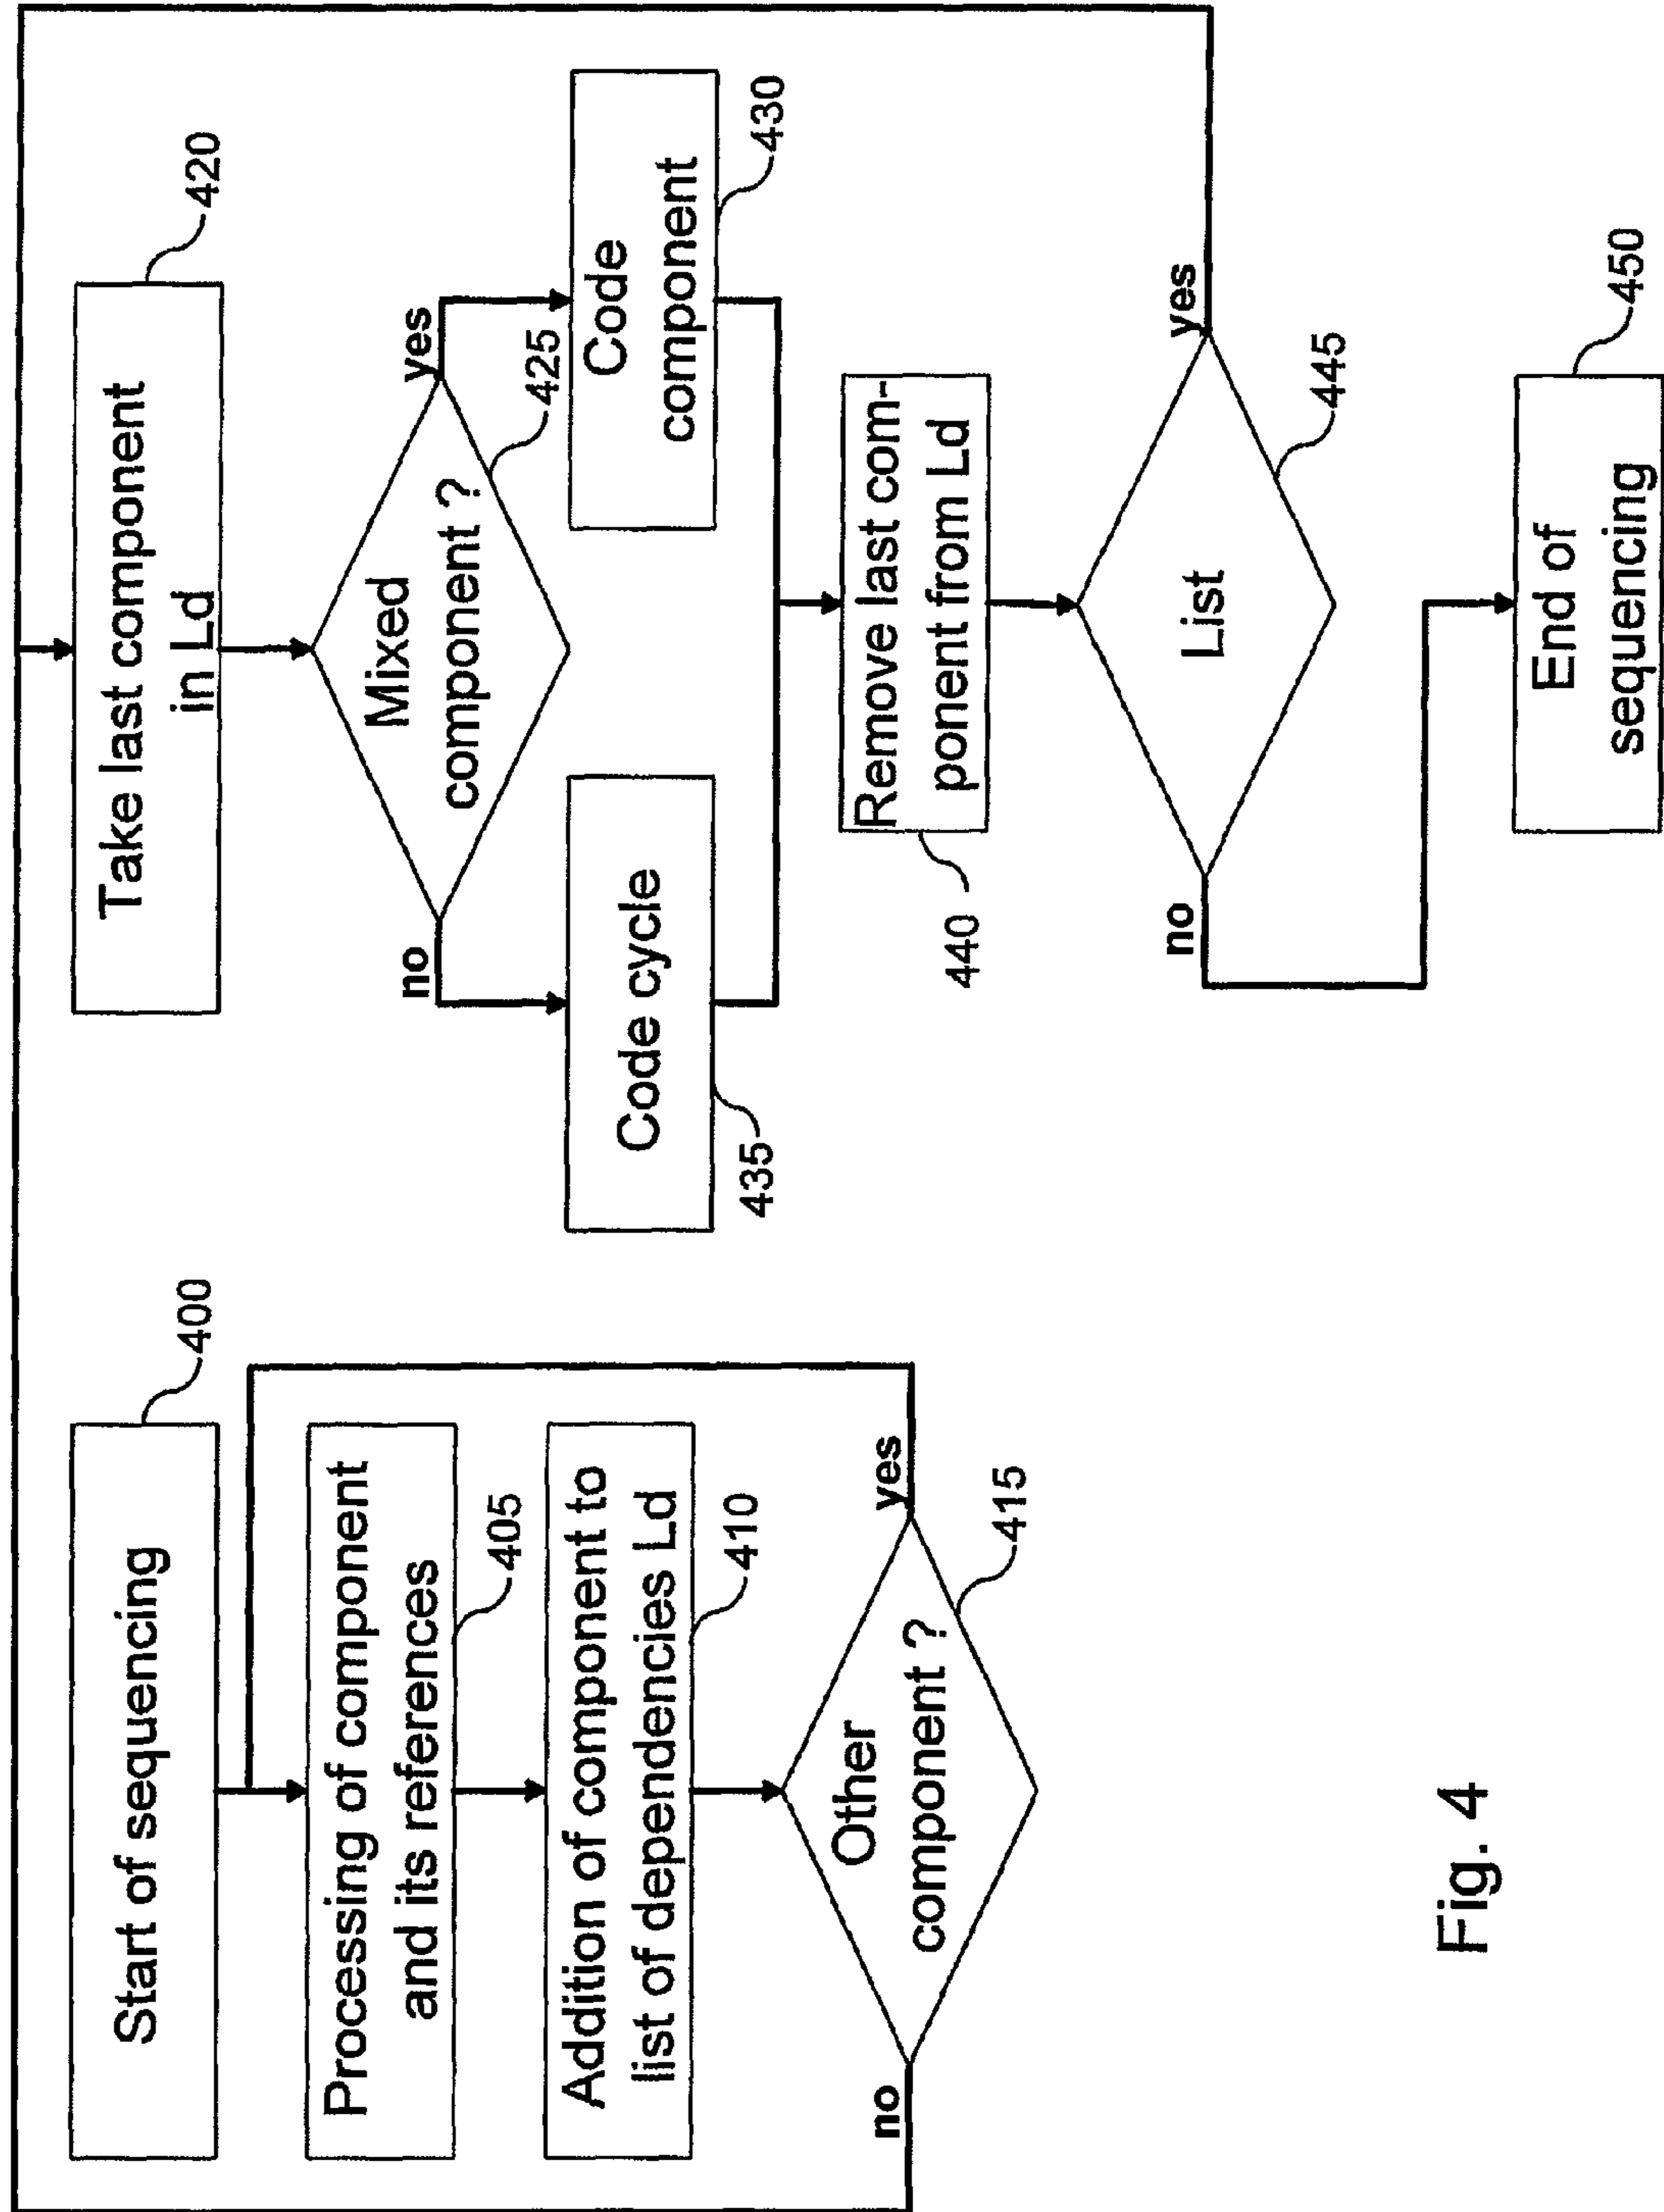 Start of sequencing
400
Processing of component
and its references
405
Addition of component to
list of dependencies Ld
410
Other
component ?
415
yes
no
Take last component
in Ld
420
Mixed
component ?
425
yes
no
Code
component
430
Code cycle
435
Remove last com-
ponent from Ld
440
List
445
yes
no
End of
sequencing
450
Fig. 4